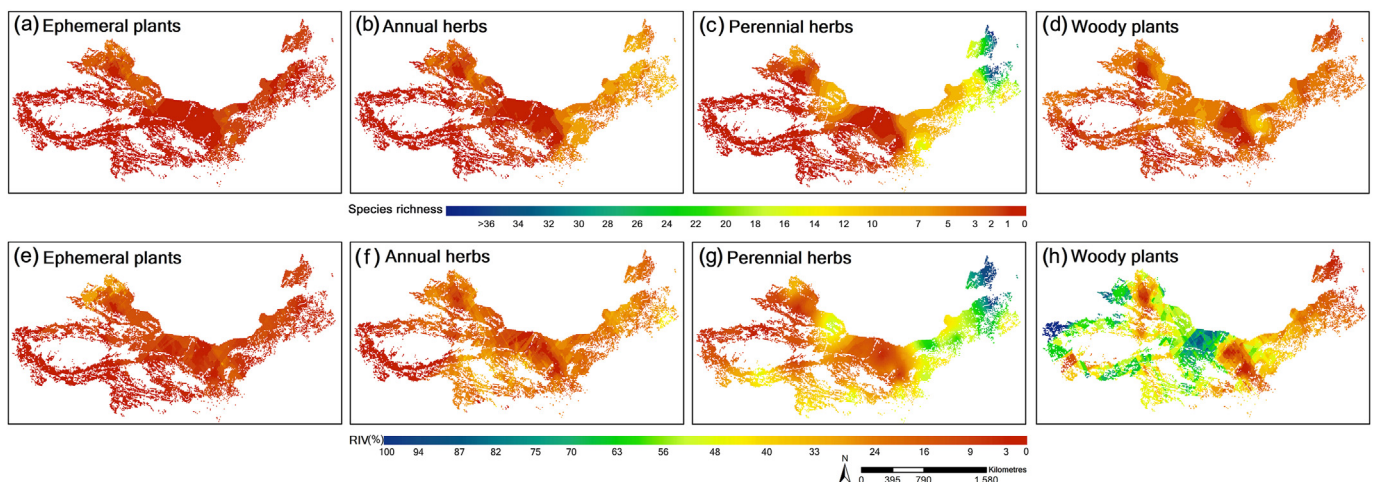 (a) Ephemeral plants (b) Annual herbs (c) Perennial herbs (d) Woody plants
Species richness
>36 34 32 30 28 26 24 22 20 18 16 14 12 10 7 5 3 2 1 0
(e) Ephemeral plants (f) Annual herbs (g) Perennial herbs (h) Woody plants
RIV(%)
100 94 87 82 75 70 63 56 48 40 33 24 16 9 3 0
N
Kilometres
0 395 790 1,580